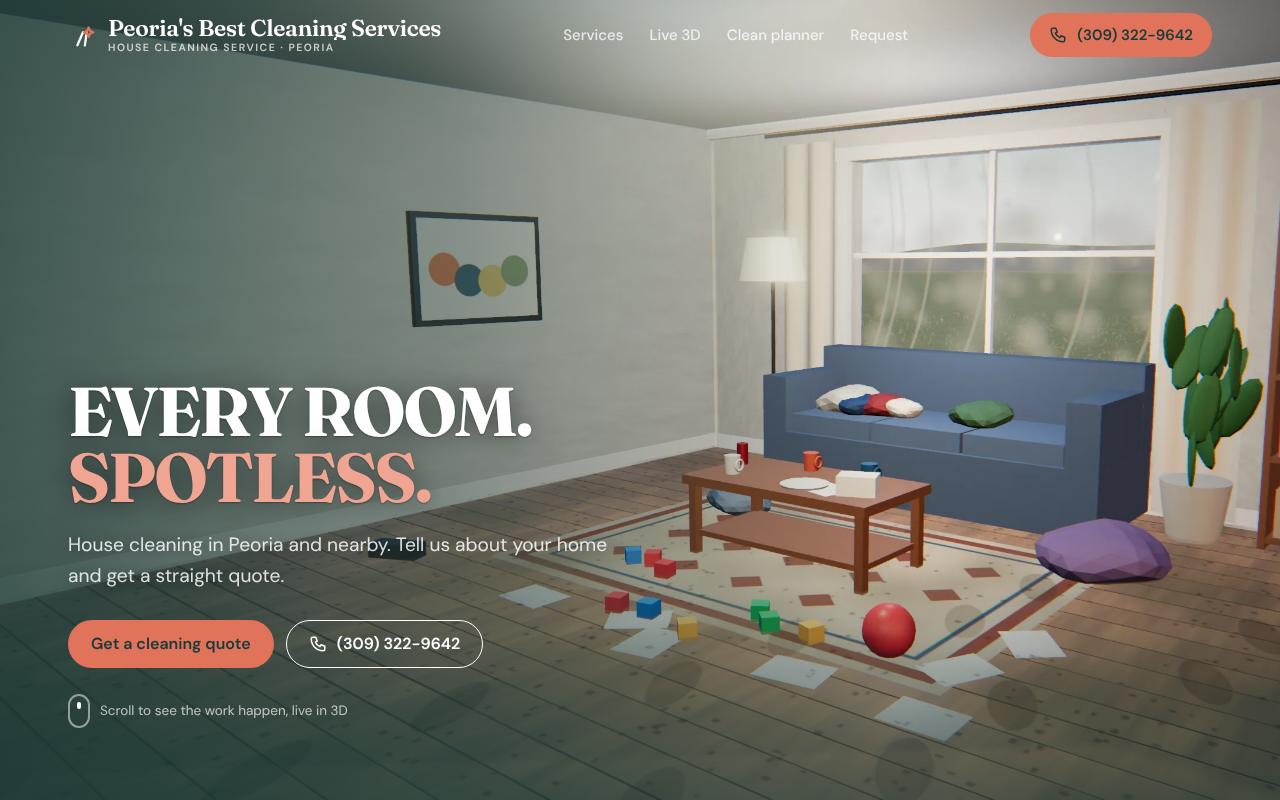 Peoria's Best Cleaning Services
HOUSE CLEANING SERVICE · PEORIA
Services
Live 3D
Clean planner
Request
(309) 322-9642
EVERY ROOM.
SPOTLESS.
House cleaning in Peoria and nearby. Tell us about your home
and get a straight quote.
Get a cleaning quote
(309) 322-9642
Scroll to see the work happen, live in 3D